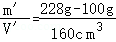 m′/V′ = 228g-100g/160cm³